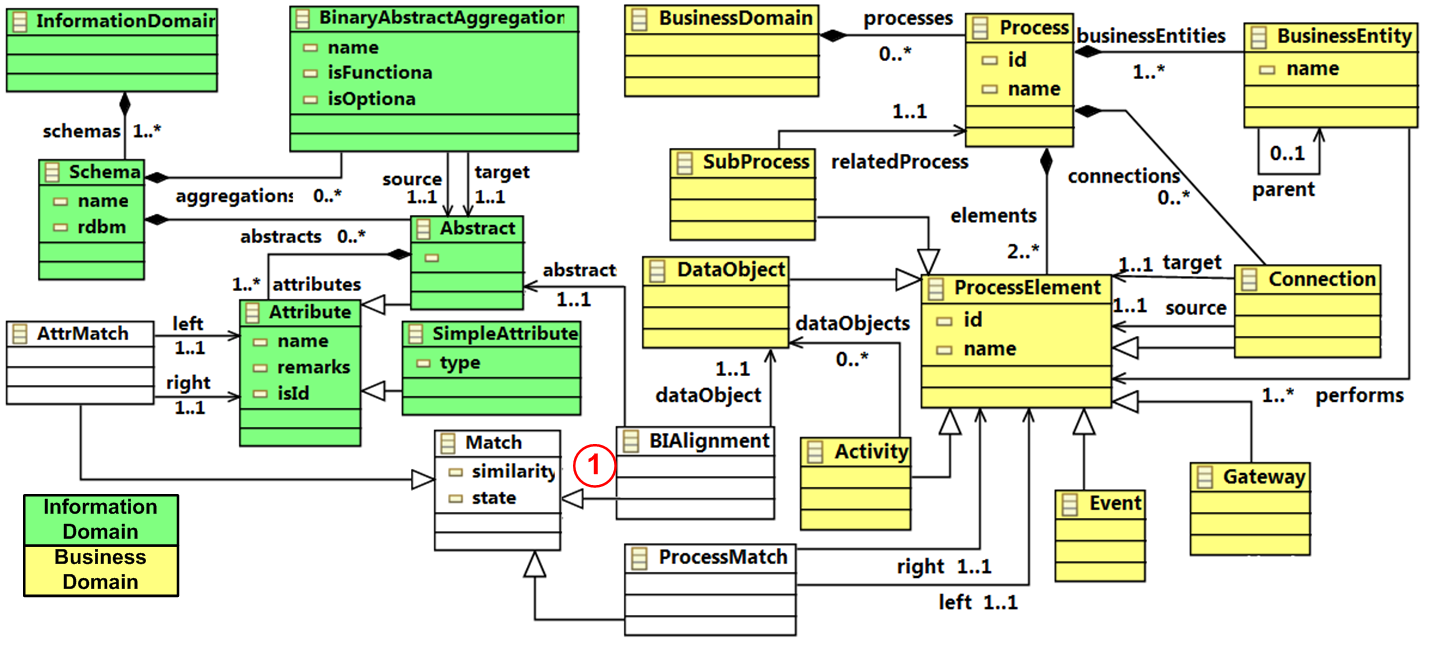 InformationDomain
BinaryAbstractAggregation
name
isFunctiona
isOptiona
BusinessDomain
processes
0..*
Process
id
name
businessEntities
1..*
BusinessEntity
name
0..1
parent
schemas 1..*
Schema
name
rdbm
aggregations 0..*
source
1..1
target
1..1
abstracts 0..*
Abstract
1..* attributes
abstract
1..1
SubProcess
1..1
relatedProcess
connections
0..*
elements
2..*
DataObject
ProcessElement
id
name
1..1 target
1..1 source
Connection
AttrMatch
left
1..1
right
1..1
Attribute
name
remarks
isId
SimpleAttribute
type
dataObjects
0..*
1..1
dataObject
1..* performs
Match
similarity
state
1
BIAlignment
Activity
Event
Gateway
ProcessMatch
right 1..1
left 1..1
Information
Domain
Business
Domain